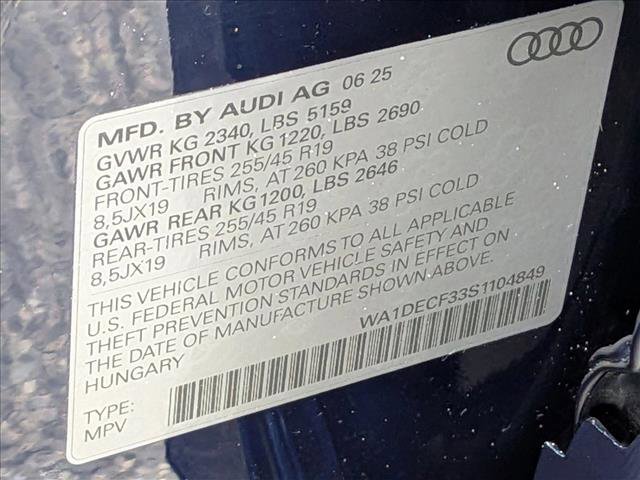 MFD. BY AUDI AG 06 25
GVWR KG 2340, LBS 5159
GAWR FRONT KG 1220, LBS 2690
FRONT-TIRES 255/45 R19
8,5JX19 RIMS, AT 260 KPA 38 PSI COLD
GAWR REAR KG 1200, LBS 2646
REAR-TIRES 255/45 R19
8,5JX19 RIMS, AT 260 KPA 38 PSI COLD
THIS VEHICLE CONFORMS TO ALL APPLICABLE
U.S. FEDERAL MOTOR VEHICLE SAFETY AND
THEFT PREVENTION STANDARDS IN EFFECT ON
THE DATE OF MANUFACTURE SHOWN ABOVE.
HUNGARY
WA1DECF33S1104849
TYPE:
MPV